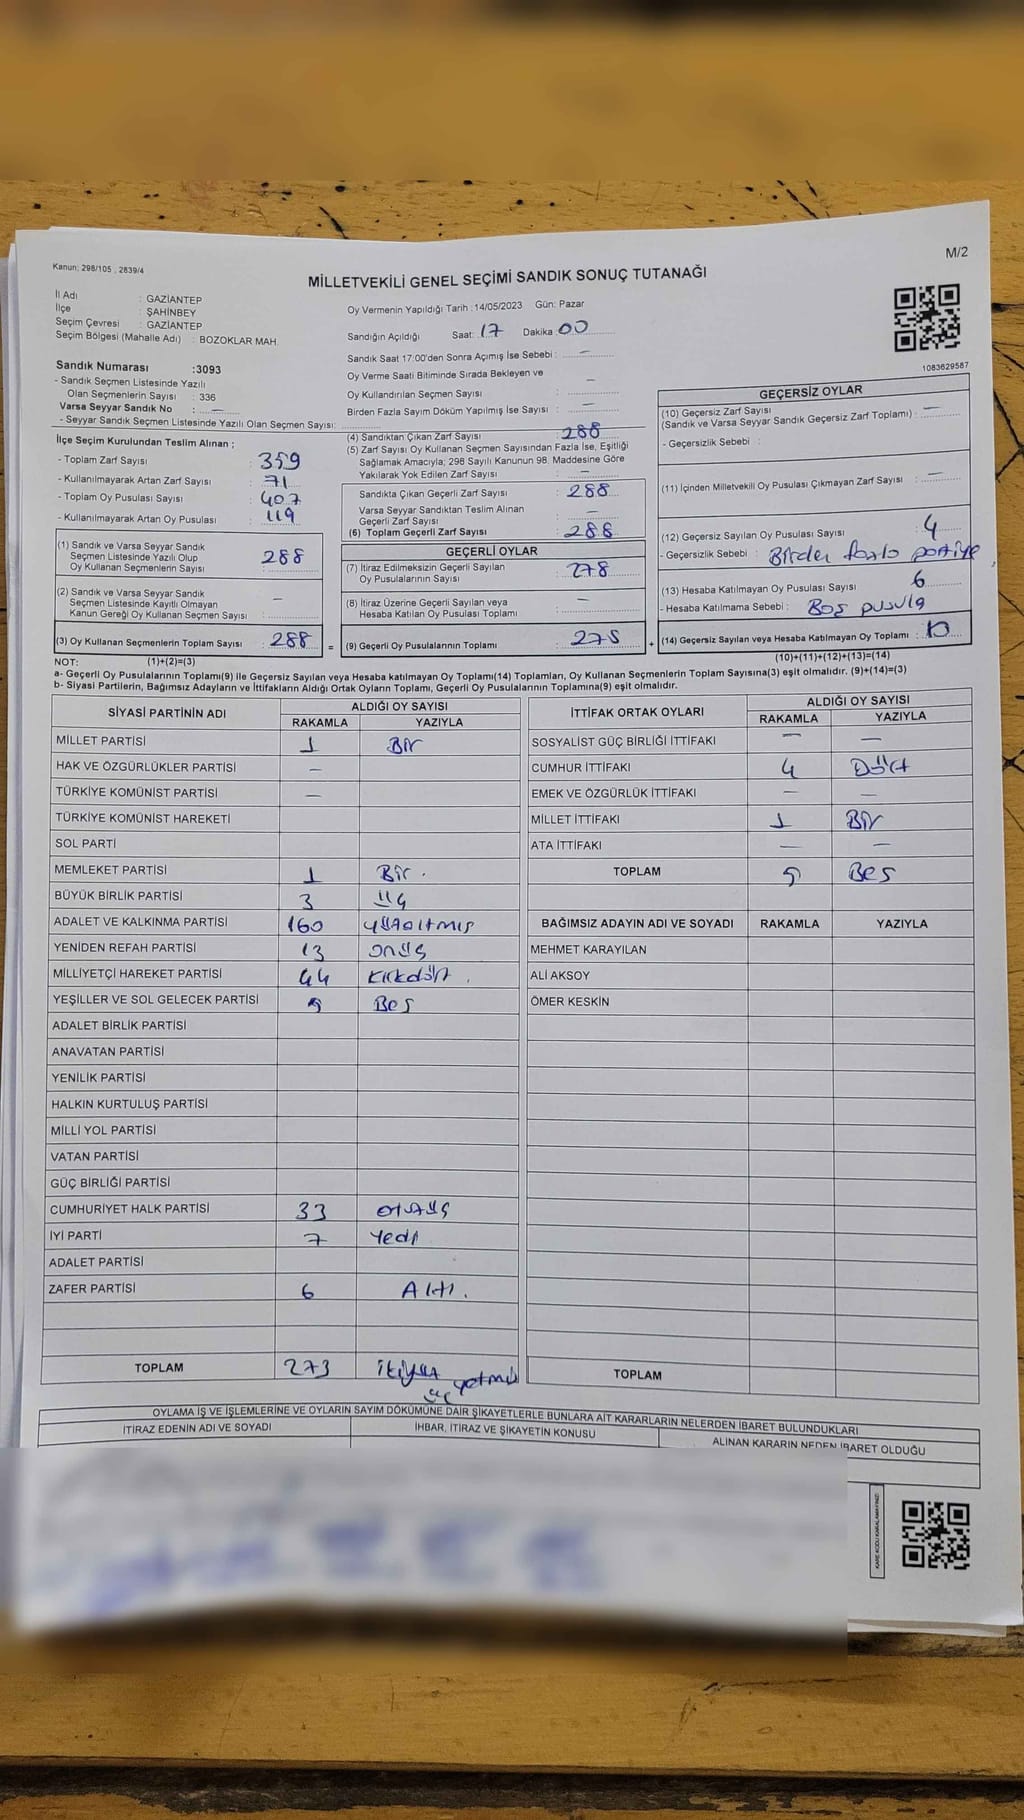 M/2
Kanun: 298/105 , 2839/4
MİLLETVEKİLİ GENEL SEÇİMİ SANDIK SONUÇ TUTANAĞI
İl Adı : GAZİANTEP
İlçe : ŞAHİNBEY
Seçim Çevresi : GAZİANTEP
Seçim Bölgesi (Mahalle Adı) : BOZOKLAR MAH.
Oy Vermenin Yapıldığı Tarih :14/05/2023 Gün: Pazar
Sandığın Açıldığı Saat: 17 Dakika: 00
Sandık Saat 17:00'den Sonra Açımış İse Sebebi : —
Oy Verme Saati Bitiminde Sırada Bekleyen ve
Oy Kullandırılan Seçmen Sayısı —
Birden Fazla Sayım Döküm Yapılmış İse Sayısı : —
1083629587
Sandık Numarası :3093
- Sandık Seçmen Listesinde Yazılı
Olan Seçmenlerin Sayısı : 336
Varsa Seyyar Sandık No : —
- Seyyar Sandık Seçmen Listesinde Yazılı Olan Seçmen Sayısı:
İlçe Seçim Kurulundan Teslim Alınan ;
- Toplam Zarf Sayısı : 359
- Kullanılmayarak Artan Zarf Sayısı : 71
- Toplam Oy Pusulası Sayısı : 407
- Kullanılmayarak Artan Oy Pusulası : 119
(1) Sandık ve Varsa Seyyar Sandık
Seçmen Listesinde Yazılı Olup
Oy Kullanan Seçmenlerin Sayısı : 288
(2) Sandık ve Varsa Seyyar Sandık
Seçmen Listesinde Kayıtlı Olmayan
Kanun Gereği Oy Kullanan Seçmen Sayısı : —
(3) Oy Kullanan Seçmenlerin Toplam Sayısı : 288 =
(4) Sandıktan Çıkan Zarf Sayısı : 288
(5) Zarf Sayısı Oy Kullanan Seçmen Sayısından Fazla İse, Eşitliği
Sağlamak Amacıyla; 298 Sayılı Kanunun 98. Maddesine Göre
Yakılarak Yok Edilen Zarf Sayısı : —
Sandıkta Çıkan Geçerli Zarf Sayısı : 288
Varsa Seyyar Sandıktan Teslim Alınan
Geçerli Zarf Sayısı : —
(6) Toplam Geçerli Zarf Sayısı : 288
GEÇERLİ OYLAR
(7) İtiraz Edilmeksizin Geçerli Sayılan
Oy Pusulalarının Sayısı : 278
(8) İtiraz Üzerine Geçerli Sayılan veya
Hesaba Katılan Oy Pusulası Toplamı : —
(9) Geçerli Oy Pusulalarının Toplamı : 278 +
GEÇERSİZ OYLAR
(10) Geçersiz Zarf Sayısı
(Sandık ve Varsa Seyyar Sandık Geçersiz Zarf Toplamı) : —
- Geçersizlik Sebebi :
(11) İçinden Milletvekili Oy Pusulası Çıkmayan Zarf Sayısı : —
(12) Geçersiz Sayılan Oy Pusulası Sayısı : 4
- Geçersizlik Sebebi : Birden fazla partiye
(13) Hesaba Katılmayan Oy Pusulası Sayısı : 6
- Hesaba Katılmama Sebebi : Boş pusula
(14) Geçersiz Sayılan veya Hesaba Katılmayan Oy Toplamı : 10
NOT: (1)+(2)=(3)
(10)+(11)+(12)+(13)=(14)
a- Geçerli Oy Pusulalarının Toplamı(9) ile Geçersiz Sayılan veya Hesaba katılmayan Oy Toplamı(14) Toplamları, Oy Kullanan Seçmenlerin Toplam Sayısına(3) eşit olmalıdır. (9)+(14)=(3)
b- Siyasi Partilerin, Bağımsız Adayların ve İttifakların Aldığı Ortak Oyların Toplamı, Geçerli Oy Pusulalarının Toplamına(9) eşit olmalıdır.
SİYASİ PARTİNİN ADI ALDIĞI OY SAYISI
RAKAMLA YAZIYLA
MİLLET PARTİSİ 1 Bir
HAK VE ÖZGÜRLÜKLER PARTİSİ —
TÜRKİYE KOMÜNİST PARTİSİ —
TÜRKİYE KOMÜNİST HAREKETİ
SOL PARTİ
MEMLEKET PARTİSİ 1 Bir.
BÜYÜK BİRLİK PARTİSİ 3 üç
ADALET VE KALKINMA PARTİSİ 160 yüzaltmış
YENİDEN REFAH PARTİSİ 13 onüç
MİLLİYETÇİ HAREKET PARTİSİ 44 Kırkdört.
YEŞİLLER VE SOL GELECEK PARTİSİ 5 Beş
ADALET BİRLİK PARTİSİ
ANAVATAN PARTİSİ
YENİLİK PARTİSİ
HALKIN KURTULUŞ PARTİSİ
MİLLİ YOL PARTİSİ
VATAN PARTİSİ
GÜÇ BİRLİĞİ PARTİSİ
CUMHURİYET HALK PARTİSİ 33 otuzüç
İYİ PARTİ 7 Yedi
ADALET PARTİSİ
ZAFER PARTİSİ 6 Altı.
TOPLAM 273 ikiyüz yetmiş
üç
İTTİFAK ORTAK OYLARI ALDIĞI OY SAYISI
RAKAMLA YAZIYLA
SOSYALİST GÜÇ BİRLİĞİ İTTİFAKI — —
CUMHUR İTTİFAKI 4 Dört
EMEK VE ÖZGÜRLÜK İTTİFAKI — —
MİLLET İTTİFAKI 1 Bir
ATA İTTİFAKI — —
TOPLAM 5 Beş
BAĞIMSIZ ADAYIN ADI VE SOYADI RAKAMLA YAZIYLA
MEHMET KARAYILAN
ALİ AKSOY
ÖMER KESKİN
TOPLAM
OYLAMA İŞ VE İŞLEMLERİNE VE OYLARIN SAYIM DÖKÜMÜNE DAİR ŞİKAYETLERLE BUNLARA AİT KARARLARIN NELERDEN İBARET BULUNDUKLARI
İTİRAZ EDENİN ADI VE SOYADI İHBAR, İTİRAZ VE ŞİKAYETİN KONUSU ALINAN KARARIN NEDEN İBARET OLDUĞU
KARE KODU KARALAMAYINIZ!